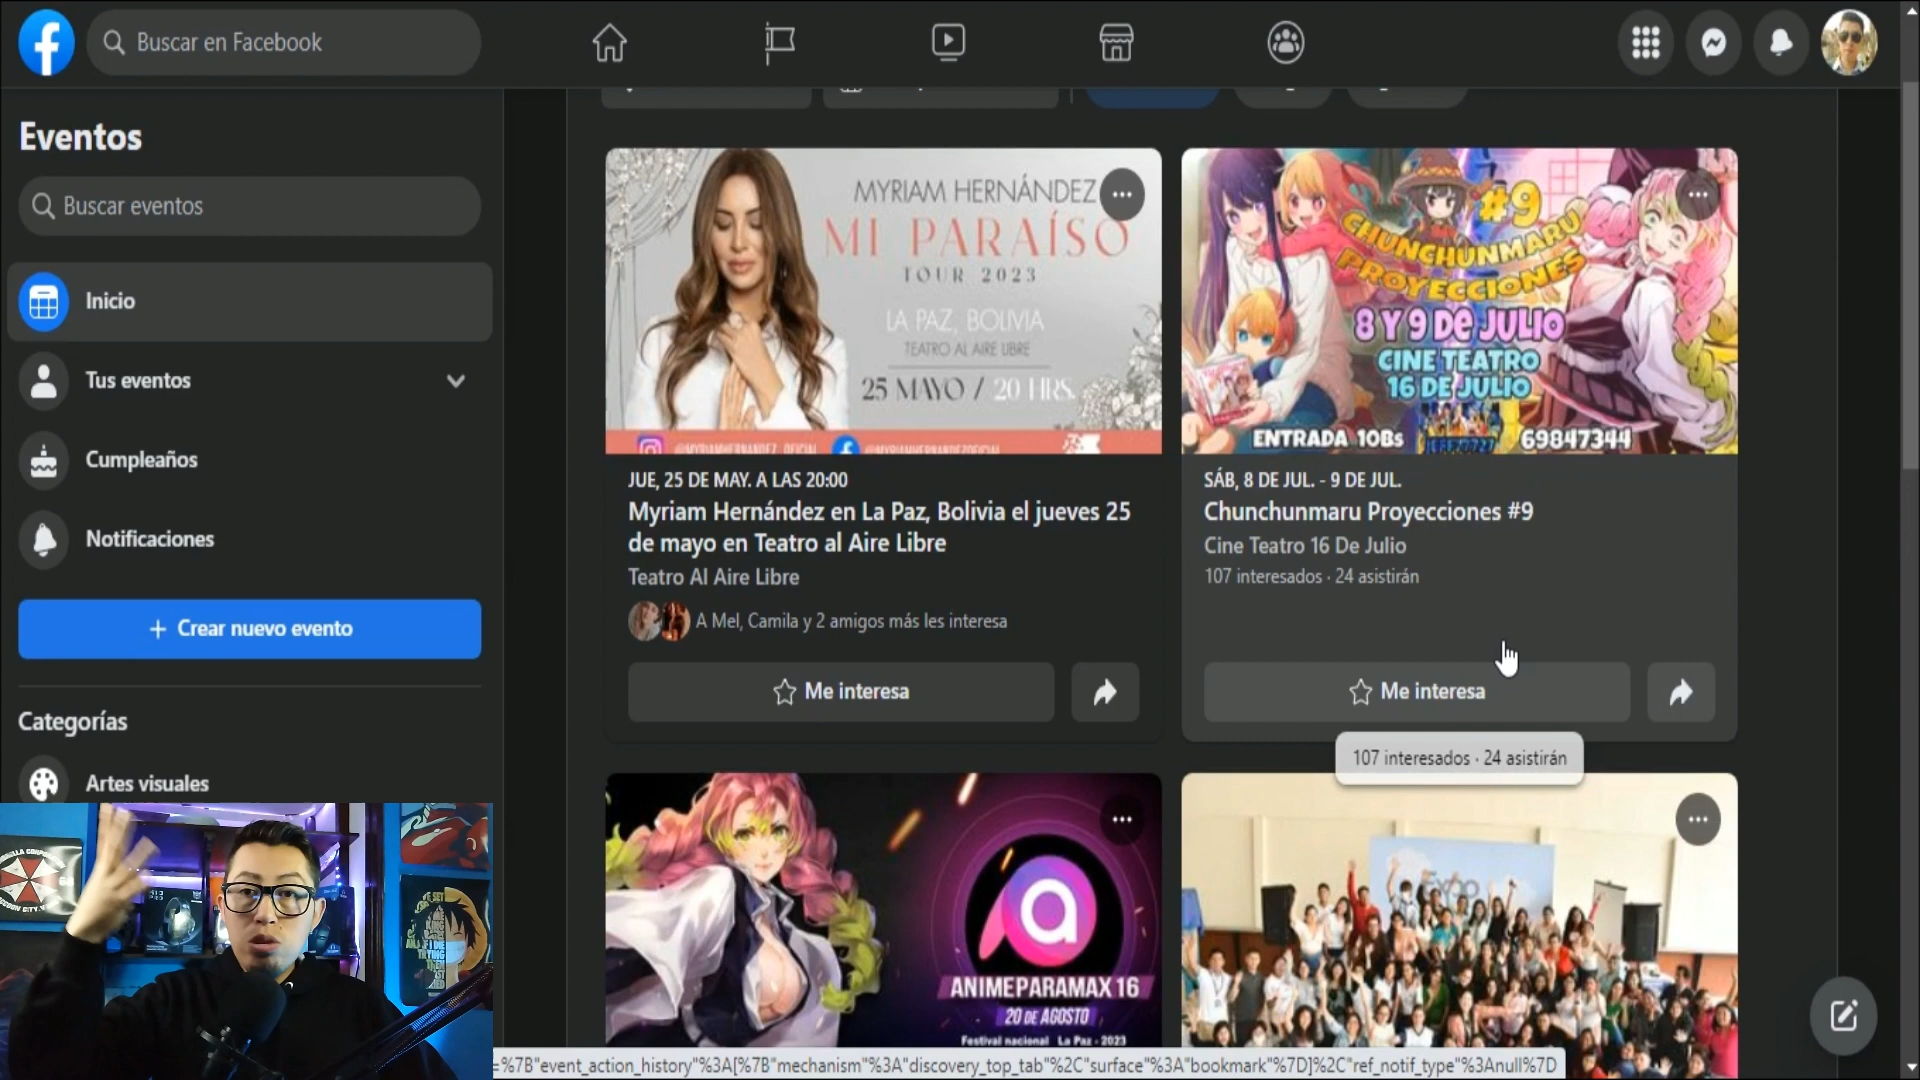 Buscar en Facebook
Eventos
Buscar eventos
Inicio
Tus eventos
Cumpleaños
Notificaciones
+ Crear nuevo evento
Categorías
Artes visuales
MYRIAM HERNÁNDEZ
MI PARAÍSO
TOUR 2023
LA PAZ, BOLIVIA
TEATRO AL AIRE LIBRE
25 MAYO / 20 HRS.
JUE, 25 DE MAY. A LAS 20:00
Myriam Hernández en La Paz, Bolivia el jueves 25
de mayo en Teatro al Aire Libre
Teatro Al Aire Libre
A Mel, Camila y 2 amigos más les interesa
Me interesa
#9
CHUNCHUNMARU
PROYECCIONES
8 Y 9 DE JULIO
CINE TEATRO
16 DE JULIO
ENTRADA 10Bs
69847344
SÁB, 8 DE JUL. - 9 DE JUL.
Chunchunmaru Proyecciones #9
Cine Teatro 16 De Julio
107 interesados · 24 asistirán
Me interesa
107 interesados · 24 asistirán
ANIMEPARAMAX 16
20 DE AGOSTO
Festival nacional La Paz - 2023
=%7B"event_action_history"%3A[%7B"mechanism"%3A"discovery_top_tab"%2C"surface"%3A"bookmark"%7D]%2C"ref_notif_type"%3Anull%7D